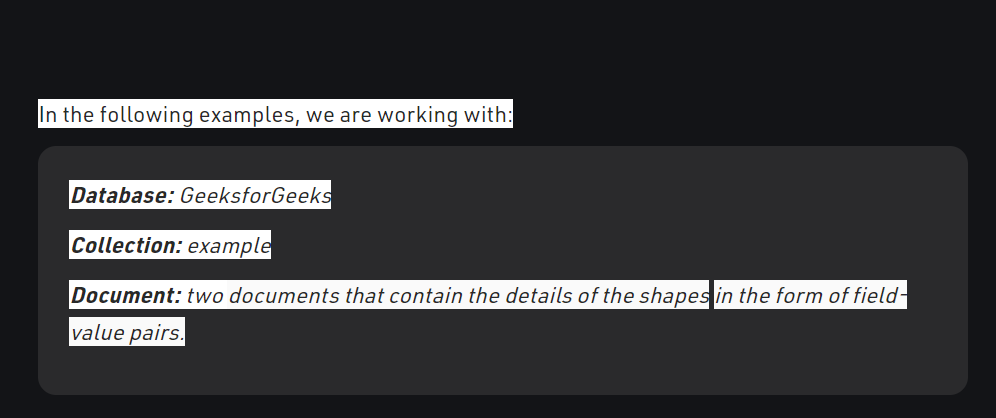 In the following examples, we are working with:
Database: GeeksforGeeks
Collection: example
Document: two documents that contain the details of the shapes in the form of field-
value pairs.